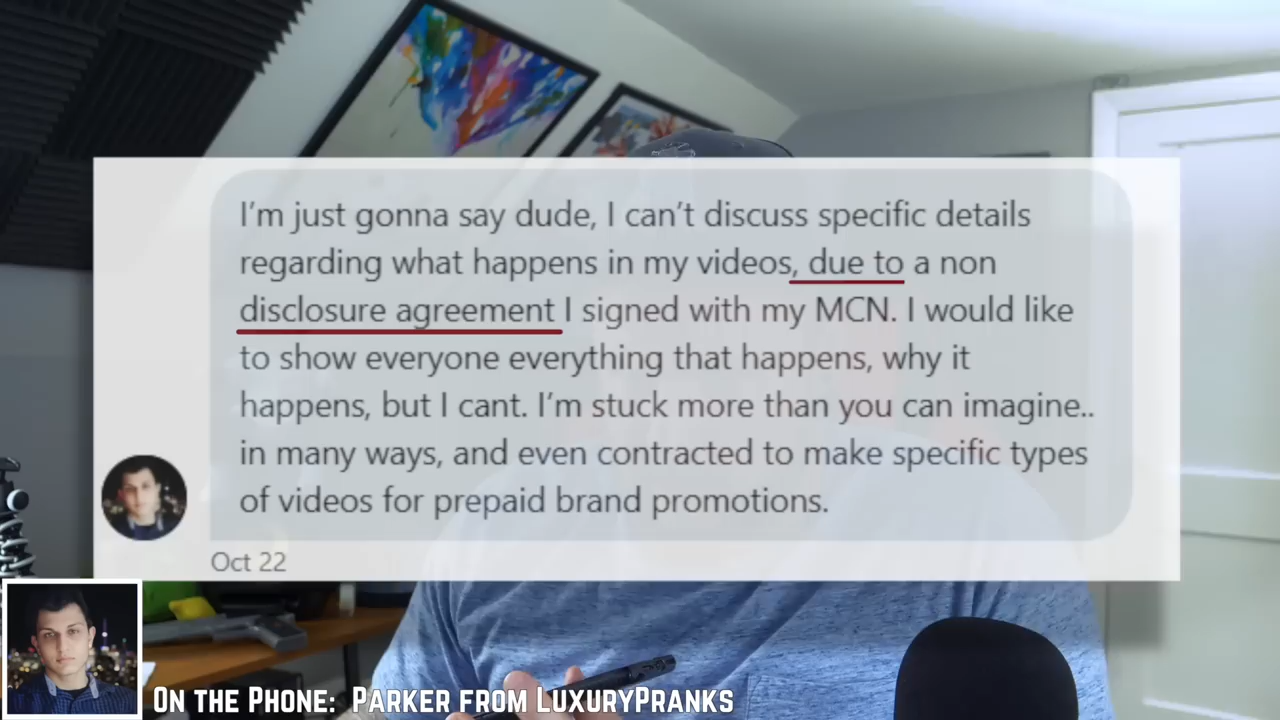 I'm just gonna say dude, I can't discuss specific details
regarding what happens in my videos, due to a non
disclosure agreement I signed with my MCN. I would like
to show everyone everything that happens, why it
happens, but I cant. I'm stuck more than you can imagine..
in many ways, and even contracted to make specific types
of videos for prepaid brand promotions.
Oct 22
ON THE PHONE: PARKER FROM LUXURYPRANKS